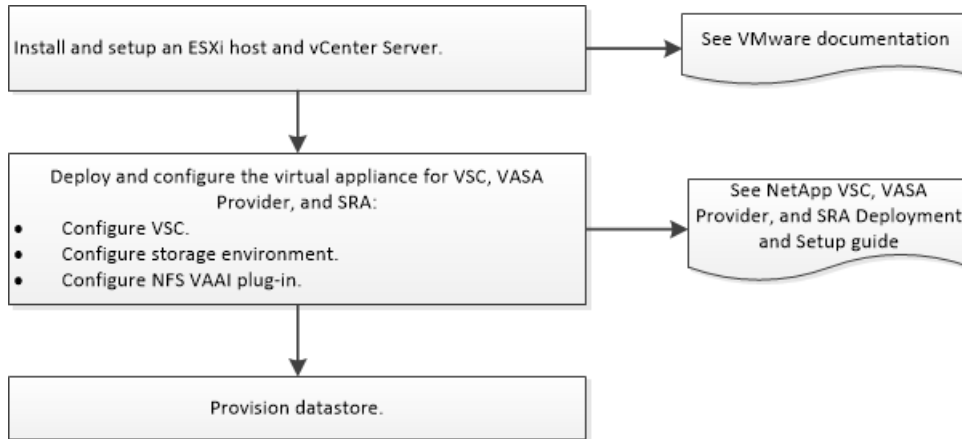 Install and setup an ESXi host and vCenter Server.
See VMware documentation
Deploy and configure the virtual appliance for VSC, VASA
Provider, and SRA:
• Configure VSC.
• Configure storage environment.
• Configure NFS VAAI plug-in.
See NetApp VSC, VASA
Provider, and SRA Deployment
and Setup guide
Provision datastore.